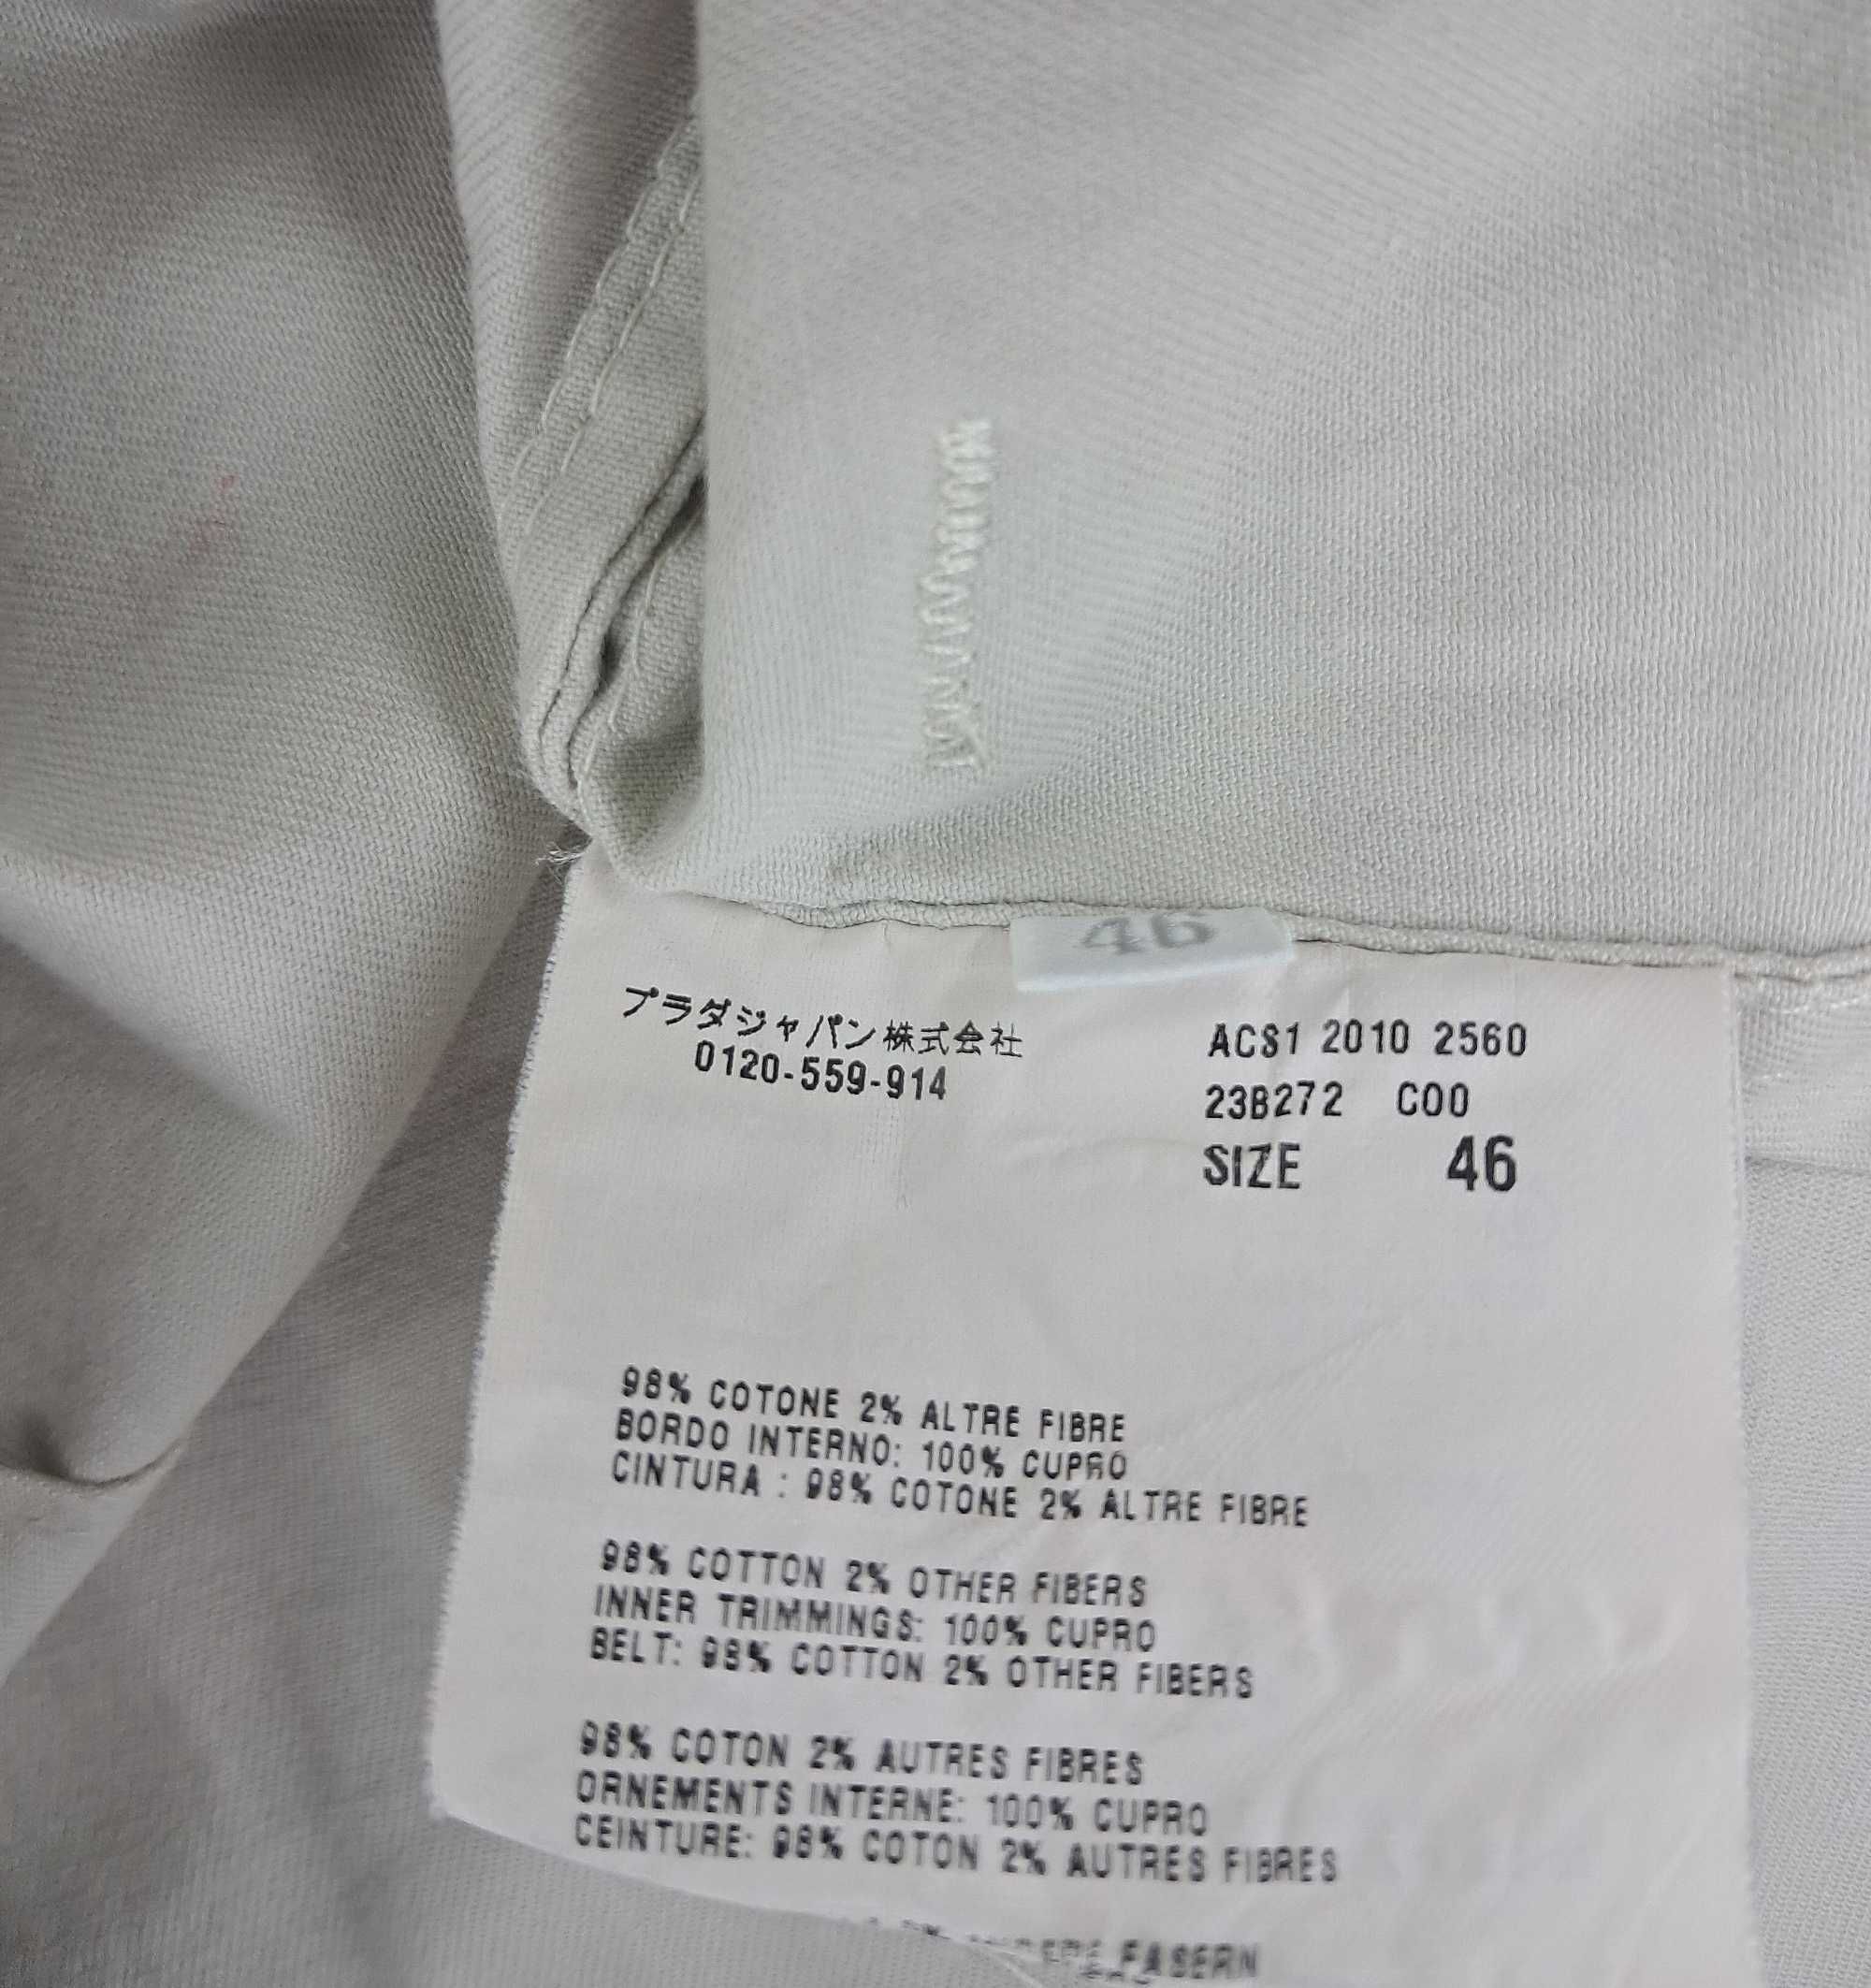 46
プラダジャパン株式会社
0120-559-914
ACS1 2010 2560
23B272 C00
SIZE 46
98% COTONE 2% ALTRE FIBRE
BORDO INTERNO: 100% CUPRO
CINTURA : 98% COTONE 2% ALTRE FIBRE
98% COTTON 2% OTHER FIBERS
INNER TRIMMINGS: 100% CUPRO
BELT: 98% COTTON 2% OTHER FIBERS
98% COTON 2% AUTRES FIBRES
ORNEMENTS INTERNE: 100% CUPRO
CEINTURE: 98% COTON 2% AUTRES FIBRES
FASERN